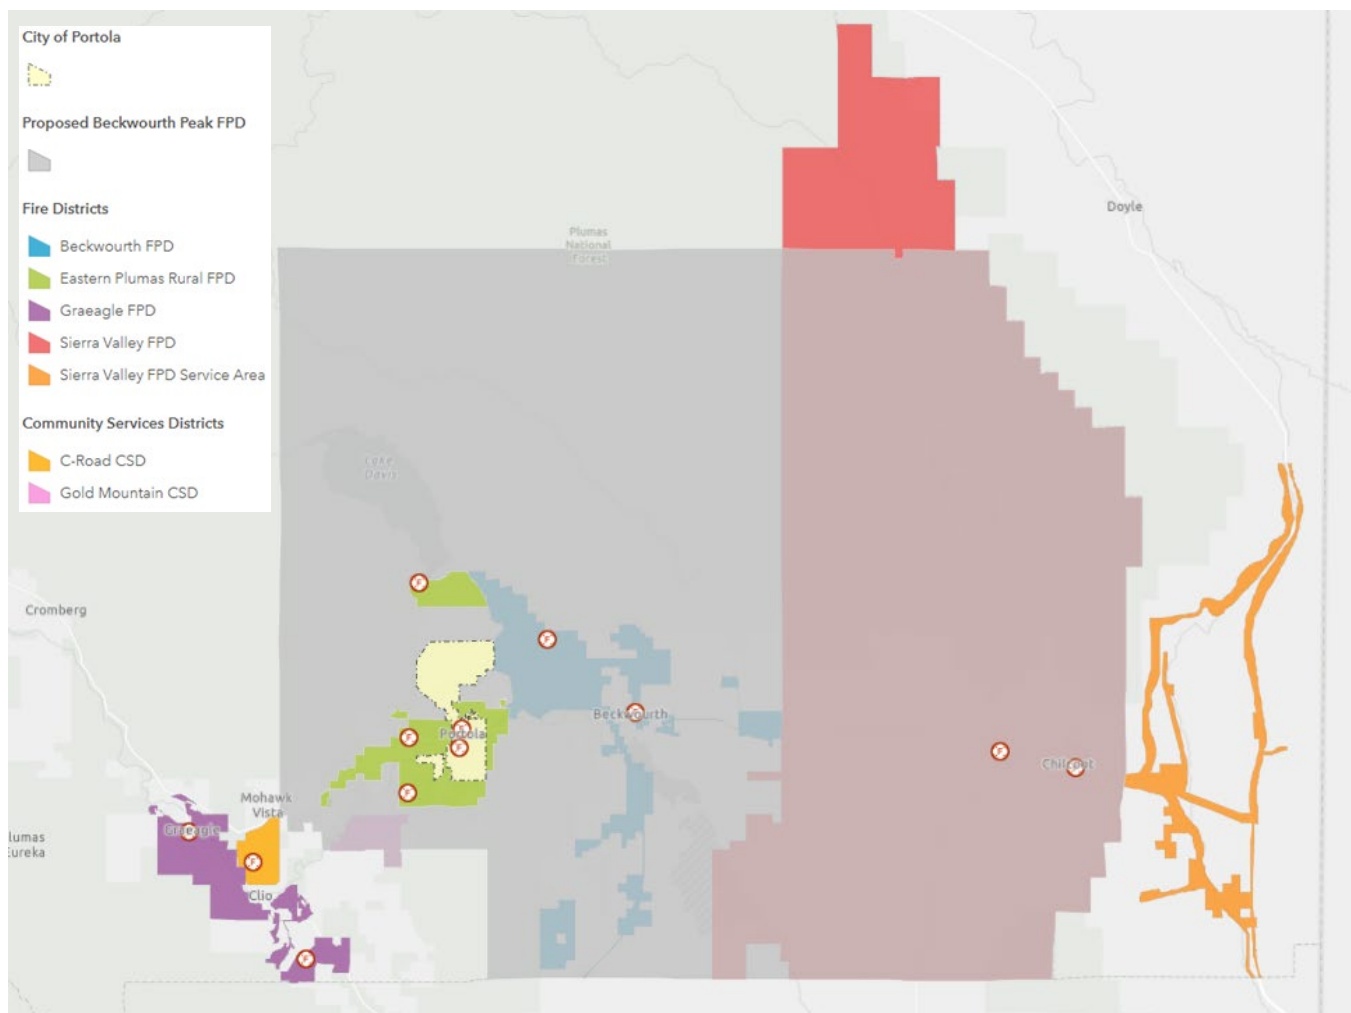 City of Portola
Proposed Beckwourth Peak FPD
Fire Districts
Beckwourth FPD
Eastern Plumas Rural FPD
Graeagle FPD
Sierra Valley FPD
Sierra Valley FPD Service Area
Community Services Districts
C-Road CSD
Gold Mountain CSD
Doyle
Plumas
National
Forest
Lake
Davis
Cromberg
Beckwourth
Portola
Chilcoot
Mohawk
Vista
Graeagle
lumas
Eureka
Clio
F
F
F
F
F
F
F
F
F
F